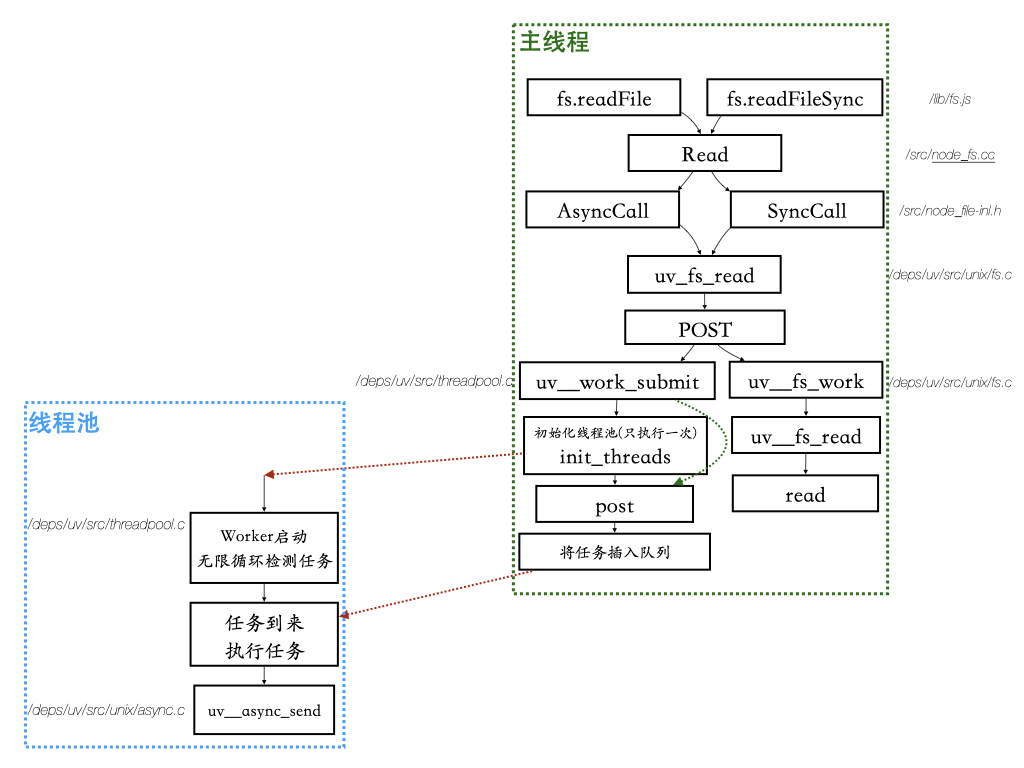 主线程
fs.readFile
fs.readFileSync
/lib/fs.js
Read
/src/node_fs.cc
AsyncCall
SyncCall
/src/node_file-inl.h
uv_fs_read
/deps/uv/src/unix/fs.c
POST
/deps/uv/src/threadpool.c
uv__work_submit
uv__fs_work
/deps/uv/src/unix/fs.c
初始化线程池(只执行一次)
init_threads
uv__fs_read
post
read
将任务插入队列
线程池
/deps/uv/src/threadpool.c
Worker启动
无限循环检测任务
任务到来
执行任务
/deps/uv/src/unix/async.c
uv__async_send